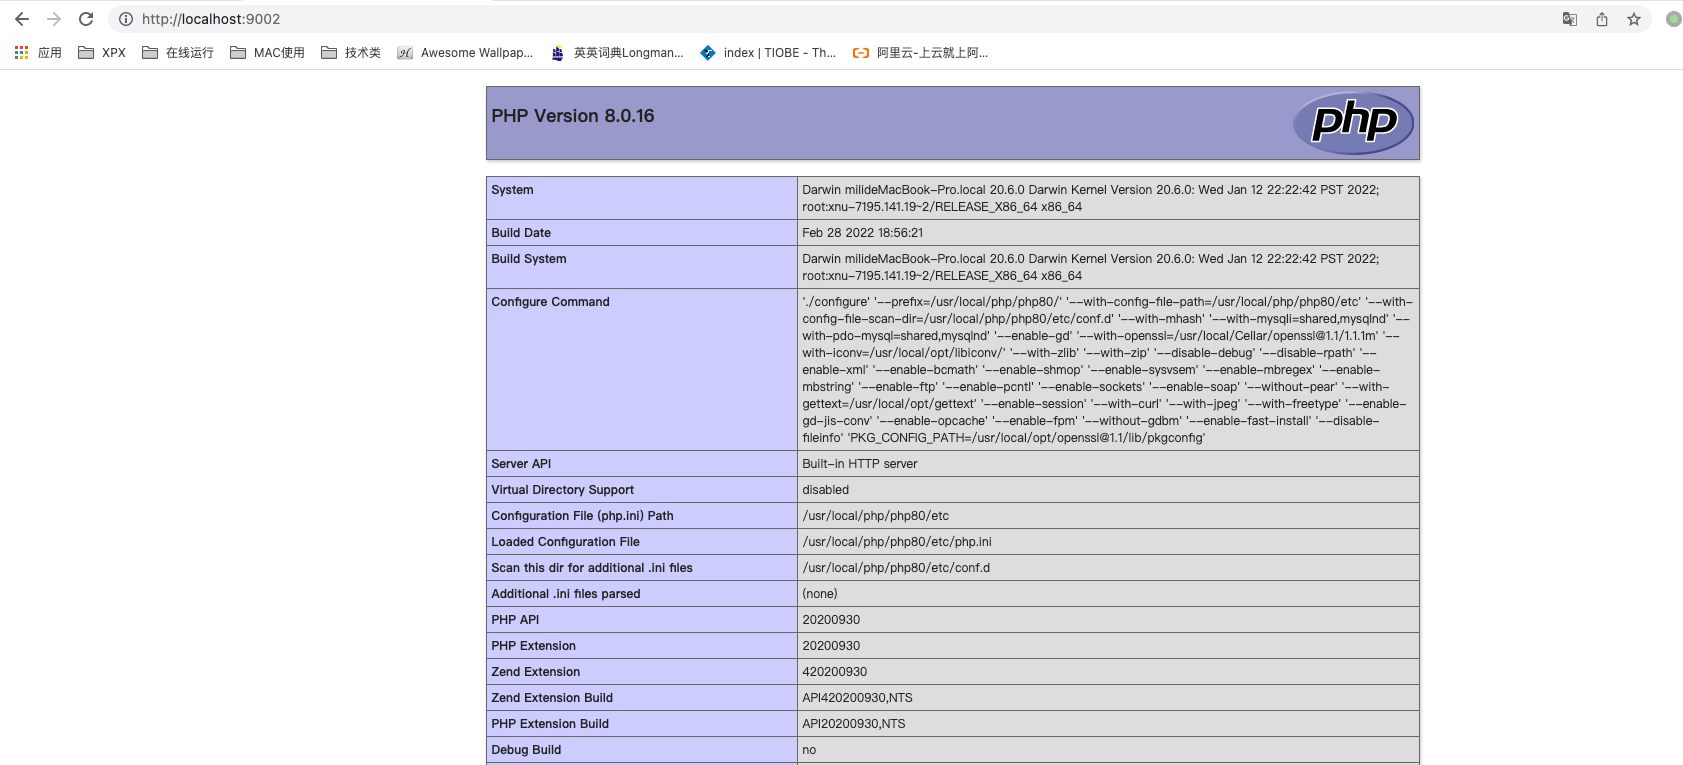 http://localhost:9002
应用 XPX 在线运行 MAC使用 技术类 Awesome Wallpap... 英英词典Longman... index | TIOBE - Th... 阿里云-上云就上阿...
PHP Version 8.0.16
php
System
Darwin milideMacBook-Pro.local 20.6.0 Darwin Kernel Version 20.6.0: Wed Jan 12 22:22:42 PST 2022;
root:xnu-7195.141.19~2/RELEASE_X86_64 x86_64
Build Date
Feb 28 2022 18:56:21
Build System
Darwin milideMacBook-Pro.local 20.6.0 Darwin Kernel Version 20.6.0: Wed Jan 12 22:22:42 PST 2022;
root:xnu-7195.141.19~2/RELEASE_X86_64 x86_64
Configure Command
'./configure' '--prefix=/usr/local/php/php80/' '--with-config-file-path=/usr/local/php/php80/etc' '--with-
config-file-scan-dir=/usr/local/php/php80/etc/conf.d' '--with-mhash' '--with-mysqli=shared,mysqlnd' '--
with-pdo-mysql=shared,mysqlnd' '--enable-gd' '--with-openssl=/usr/local/Cellar/openssl@1.1/1.1.1m' '--
with-iconv=/usr/local/opt/libiconv/' '--with-zlib' '--with-zip' '--disable-debug' '--disable-rpath' '--
enable-xml' '--enable-bcmath' '--enable-shmop' '--enable-sysvsem' '--enable-mbregex' '--enable-
mbstring' '--enable-ftp' '--enable-pcntl' '--enable-sockets' '--enable-soap' '--without-pear' '--with-
gettext=/usr/local/opt/gettext' '--enable-session' '--with-curl' '--with-jpeg' '--with-freetype' '--enable-
gd-jis-conv' '--enable-opcache' '--enable-fpm' '--without-gdbm' '--enable-fast-install' '--disable-
fileinfo' 'PKG_CONFIG_PATH=/usr/local/opt/openssl@1.1/lib/pkgconfig'
Server API
Built-in HTTP server
Virtual Directory Support
disabled
Configuration File (php.ini) Path
/usr/local/php/php80/etc
Loaded Configuration File
/usr/local/php/php80/etc/php.ini
Scan this dir for additional .ini files
/usr/local/php/php80/etc/conf.d
Additional .ini files parsed
(none)
PHP API
20200930
PHP Extension
20200930
Zend Extension
420200930
Zend Extension Build
API420200930,NTS
PHP Extension Build
API20200930,NTS
Debug Build
no